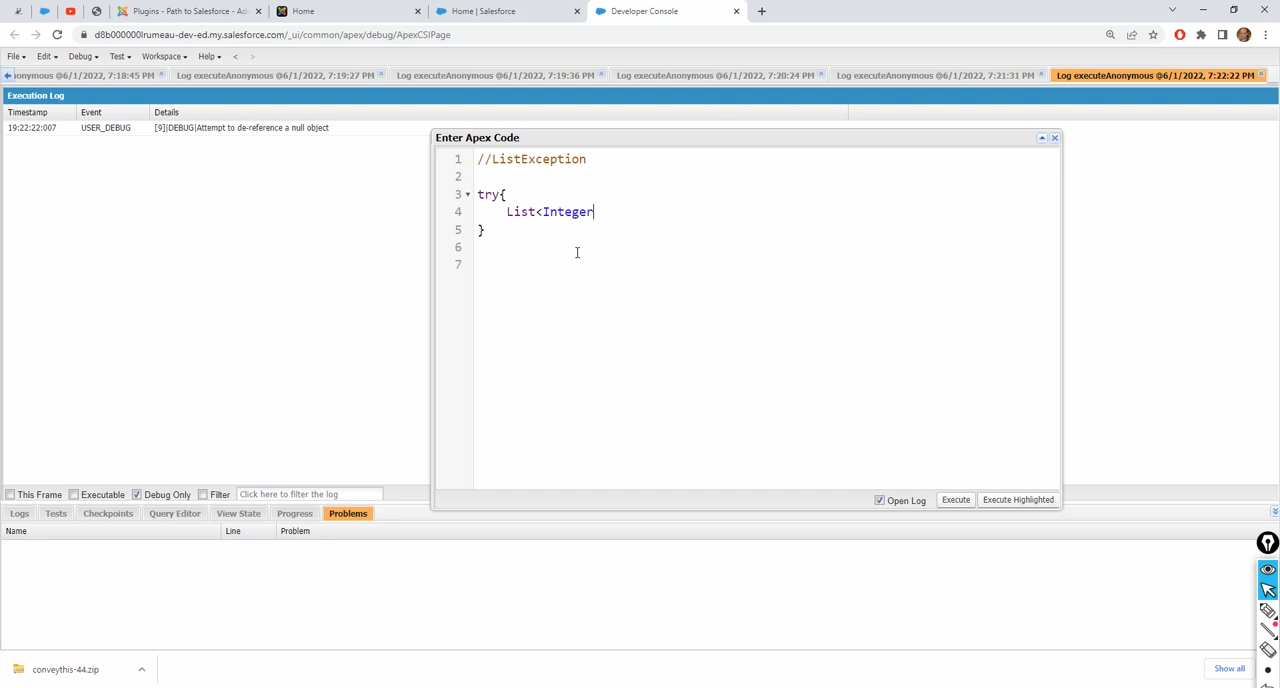 Plugins - Path to Salesforce - Ad
Home
Home | Salesforce
Developer Console
d8b000000lrumeau-dev-ed.my.salesforce.com/_ui/common/apex/debug/ApexCSIPage
File Edit Debug Test Workspace Help < >
onymous @6/1/2022, 7:18:45 PM
Log executeAnonymous @6/1/2022, 7:19:27 PM
Log executeAnonymous @6/1/2022, 7:19:36 PM
Log executeAnonymous @6/1/2022, 7:20:24 PM
Log executeAnonymous @6/1/2022, 7:21:31 PM
Log executeAnonymous @6/1/2022, 7:22:22 PM
Execution Log
Timestamp Event Details
19:22:22:007 USER_DEBUG [9]|DEBUG|Attempt to de-reference a null object
Enter Apex Code
1 //ListException
2
3 try{
4 List<Integer
5 }
6
7
Open Log Execute Execute Highlighted
This Frame Executable Debug Only Filter Click here to filter the log
Logs Tests Checkpoints Query Editor View State Progress Problems
Name Line Problem
conveythis-44.zip
Show all